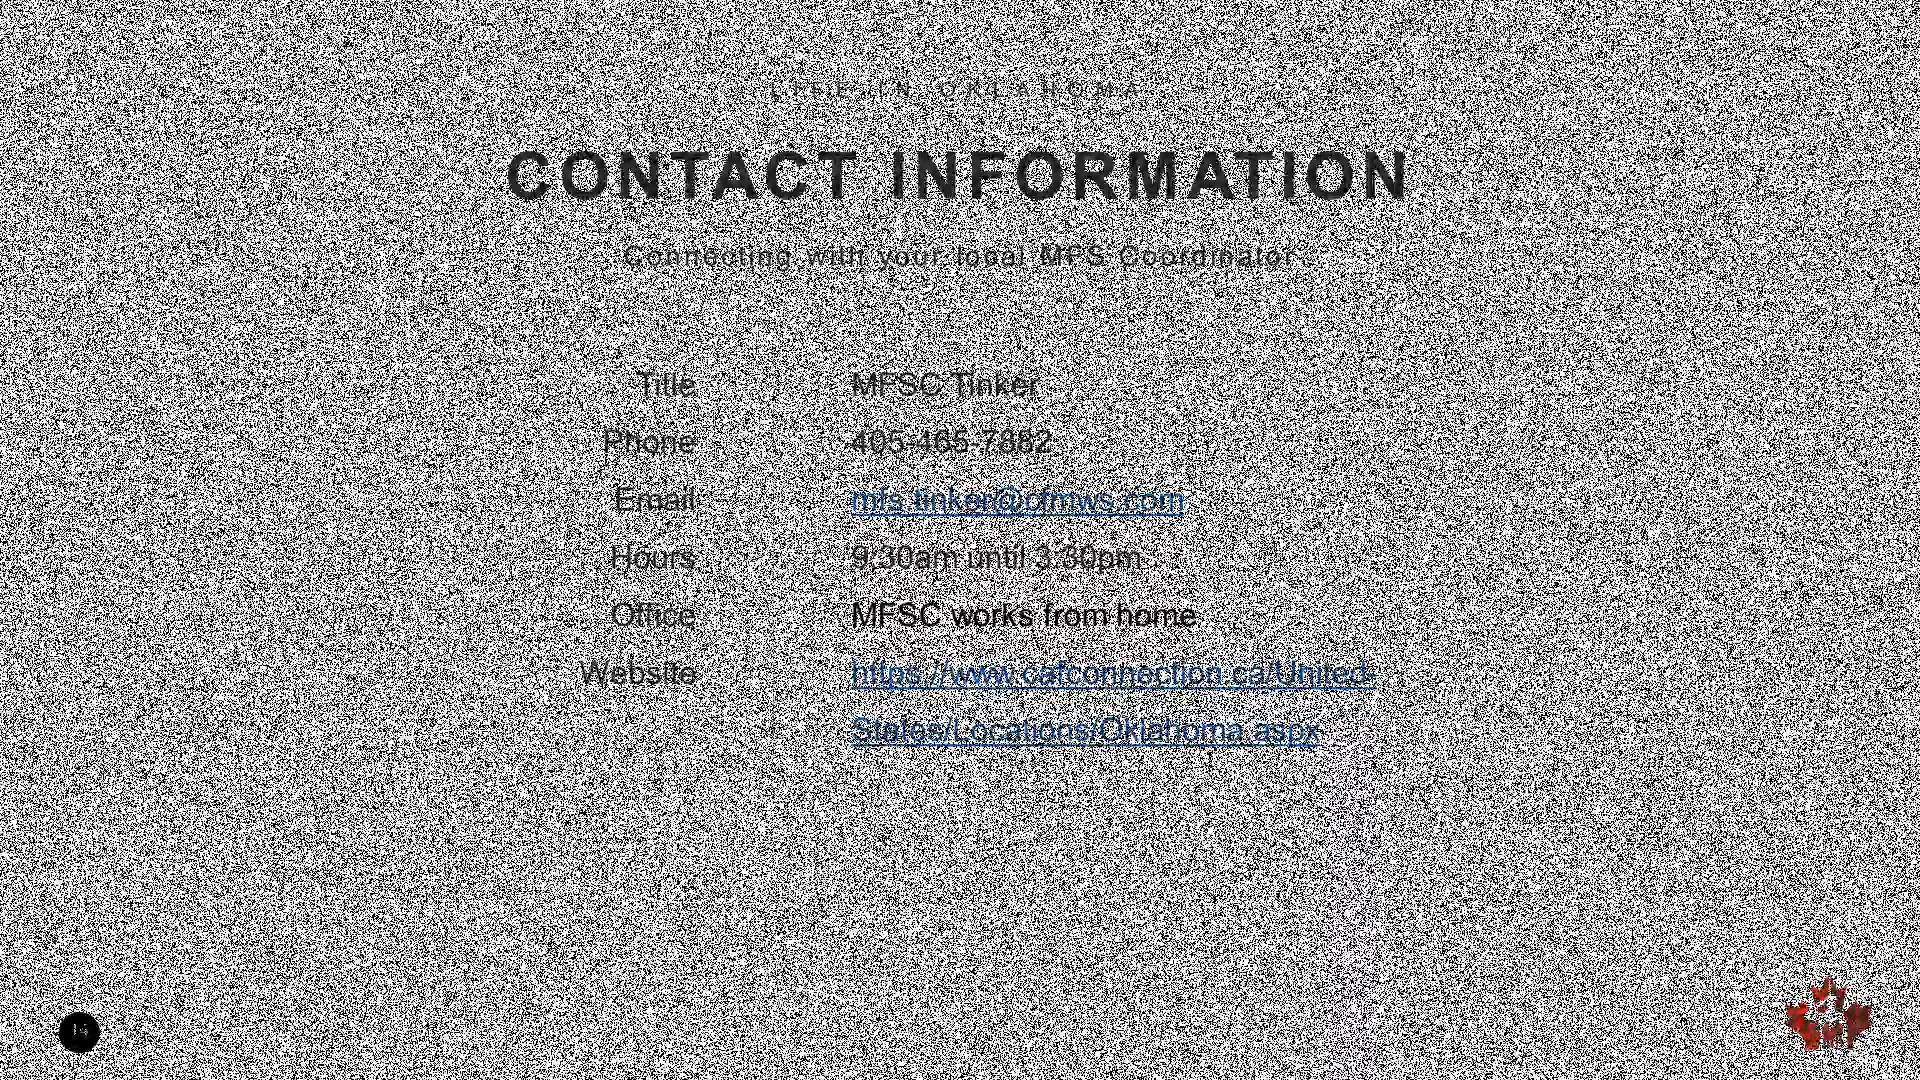 LIFE IN OKLAHOMA
CONTACT INFORMATION
Connecting with your local MFS Coordinator
Title MFSC Tinker
Phone 405-465-7882
Email mfs.tinker@cfmws.com
Hours 9:30am until 3:30pm
Office MFSC works from home
Website https://www.cafconnection.ca/United-
States/Locations/Oklahoma.aspx